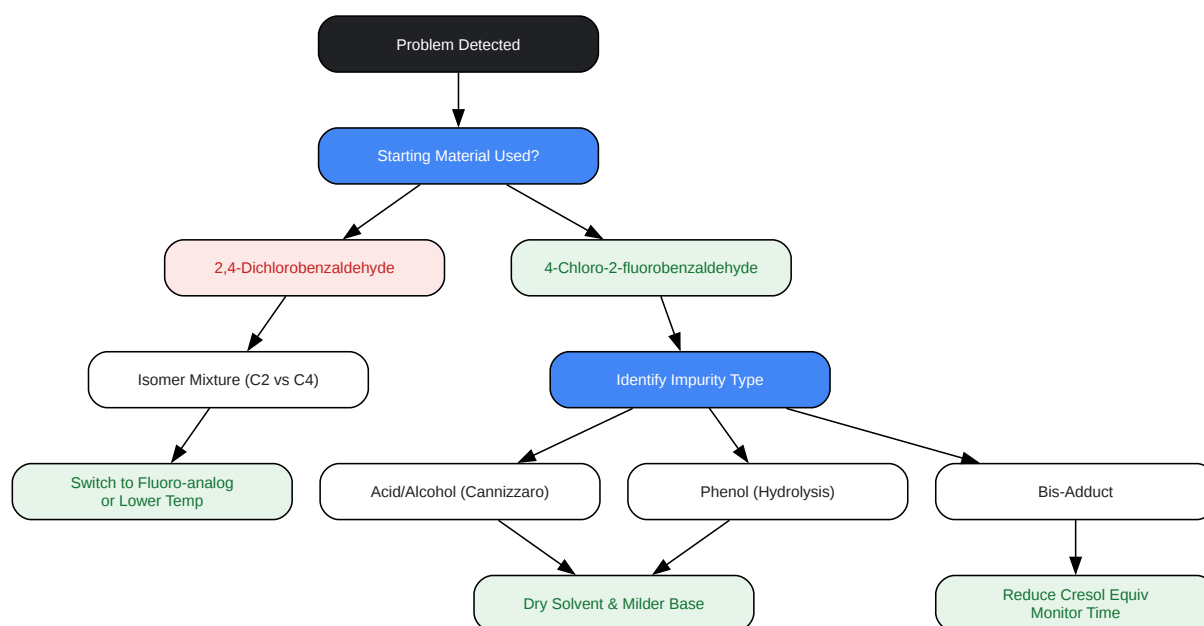 Problem Detected
Starting Material Used?
2,4-Dichlorobenzaldehyde
4-Chloro-2-fluorobenzaldehyde
Isomer Mixture (C2 vs C4)
Identify Impurity Type
Switch to Fluoro-analog
or Lower Temp
Acid/Alcohol (Cannizzaro)
Phenol (Hydrolysis)
Bis-Adduct
Dry Solvent & Milder Base
Reduce Cresol Equiv
Monitor Time